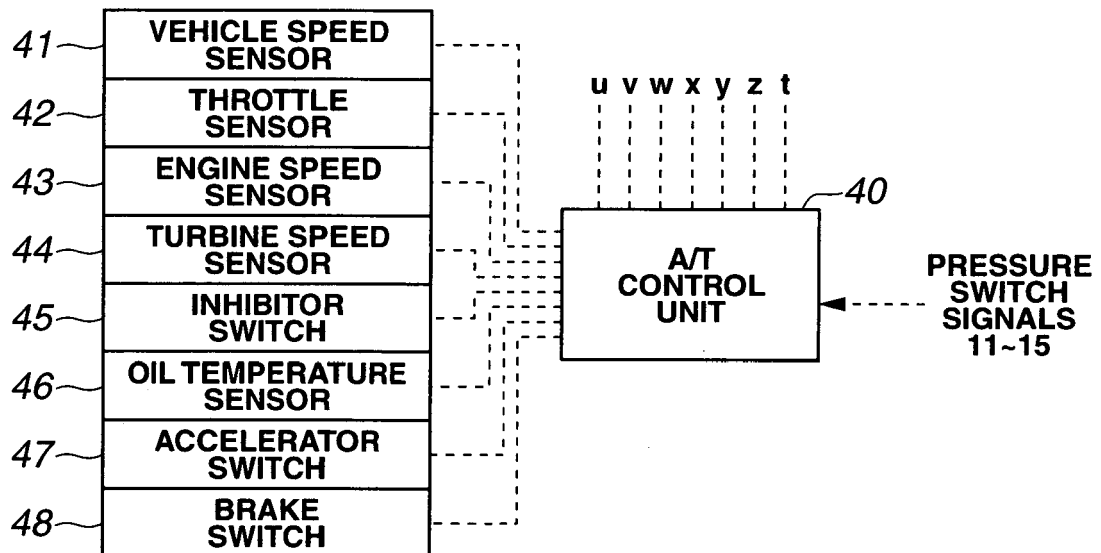 41
VEHICLE SPEED
SENSOR
42
THROTTLE
SENSOR
43
ENGINE SPEED
SENSOR
44
TURBINE SPEED
SENSOR
45
INHIBITOR
SWITCH
46
OIL TEMPERATURE
SENSOR
47
ACCELERATOR
SWITCH
48
BRAKE
SWITCH
u v w x y z t
40
A/T
CONTROL
UNIT
PRESSURE
SWITCH
SIGNALS
11~15